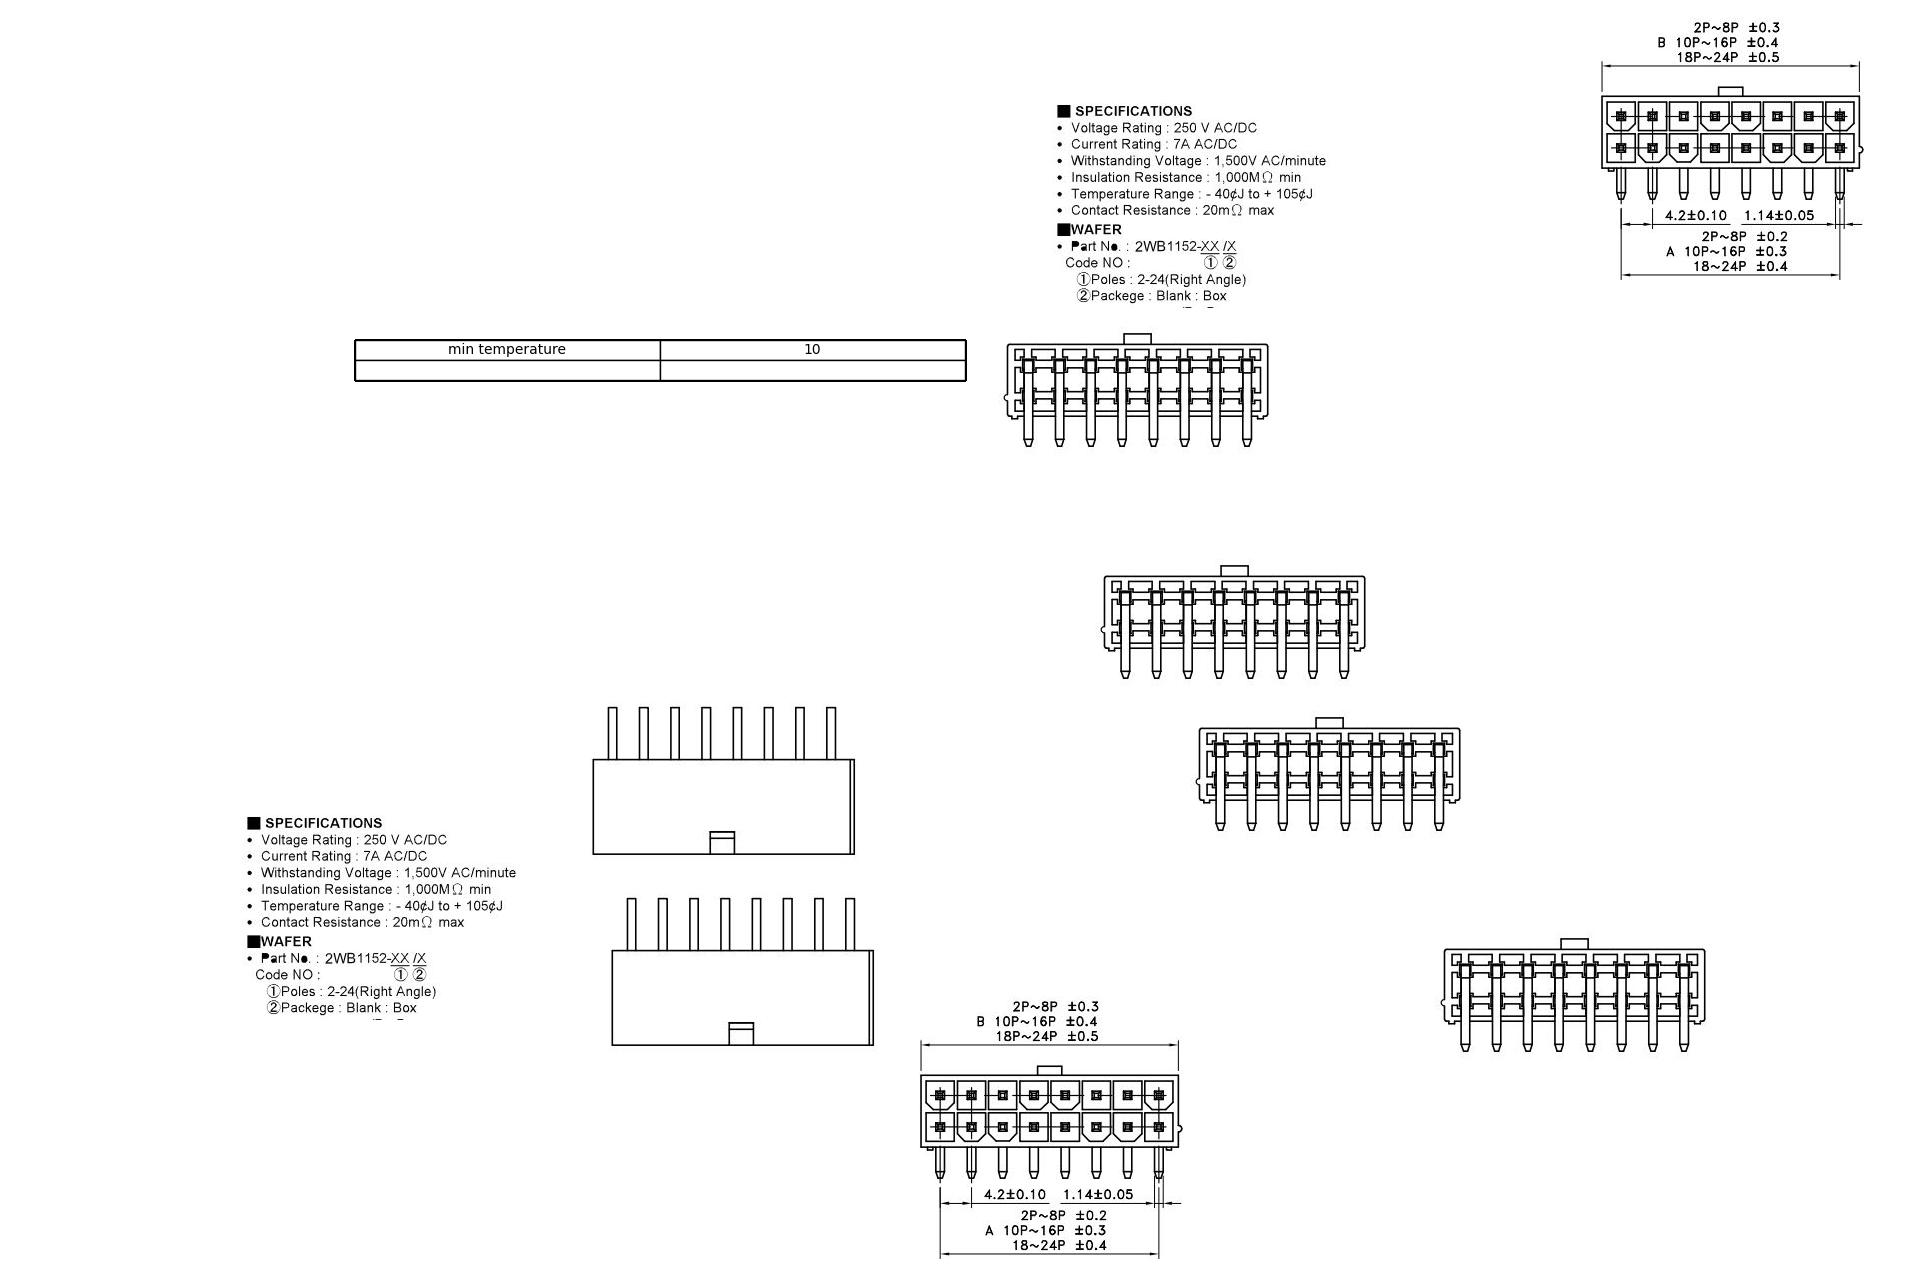 2P~8P ±0.3
B 10P~16P ±0.4
18P~24P ±0.5
4.2±0.10 1.14±0.05
2P~8P ±0.2
A 10P~16P ±0.3
18~24P ±0.4
■ SPECIFICATIONS
• Voltage Rating : 250 V AC/DC
• Current Rating : 7A AC/DC
• Withstanding Voltage : 1,500V AC/minute
• Insulation Resistance : 1,000MΩ min
• Temperature Range : - 40¢J to + 105¢J
• Contact Resistance : 20mΩ max
■WAFER
• Part No. : 2WB1152-XX /X
Code NO : ① ②
①Poles : 2-24(Right Angle)
②Packege : Blank : Box
min temperature 10
■ SPECIFICATIONS
• Voltage Rating : 250 V AC/DC
• Current Rating : 7A AC/DC
• Withstanding Voltage : 1,500V AC/minute
• Insulation Resistance : 1,000MΩ min
• Temperature Range : - 40¢J to + 105¢J
• Contact Resistance : 20mΩ max
■WAFER
• Part No. : 2WB1152-XX /X
Code NO : ① ②
①Poles : 2-24(Right Angle)
②Packege : Blank : Box
2P~8P ±0.3
B 10P~16P ±0.4
18P~24P ±0.5
4.2±0.10 1.14±0.05
2P~8P ±0.2
A 10P~16P ±0.3
18~24P ±0.4